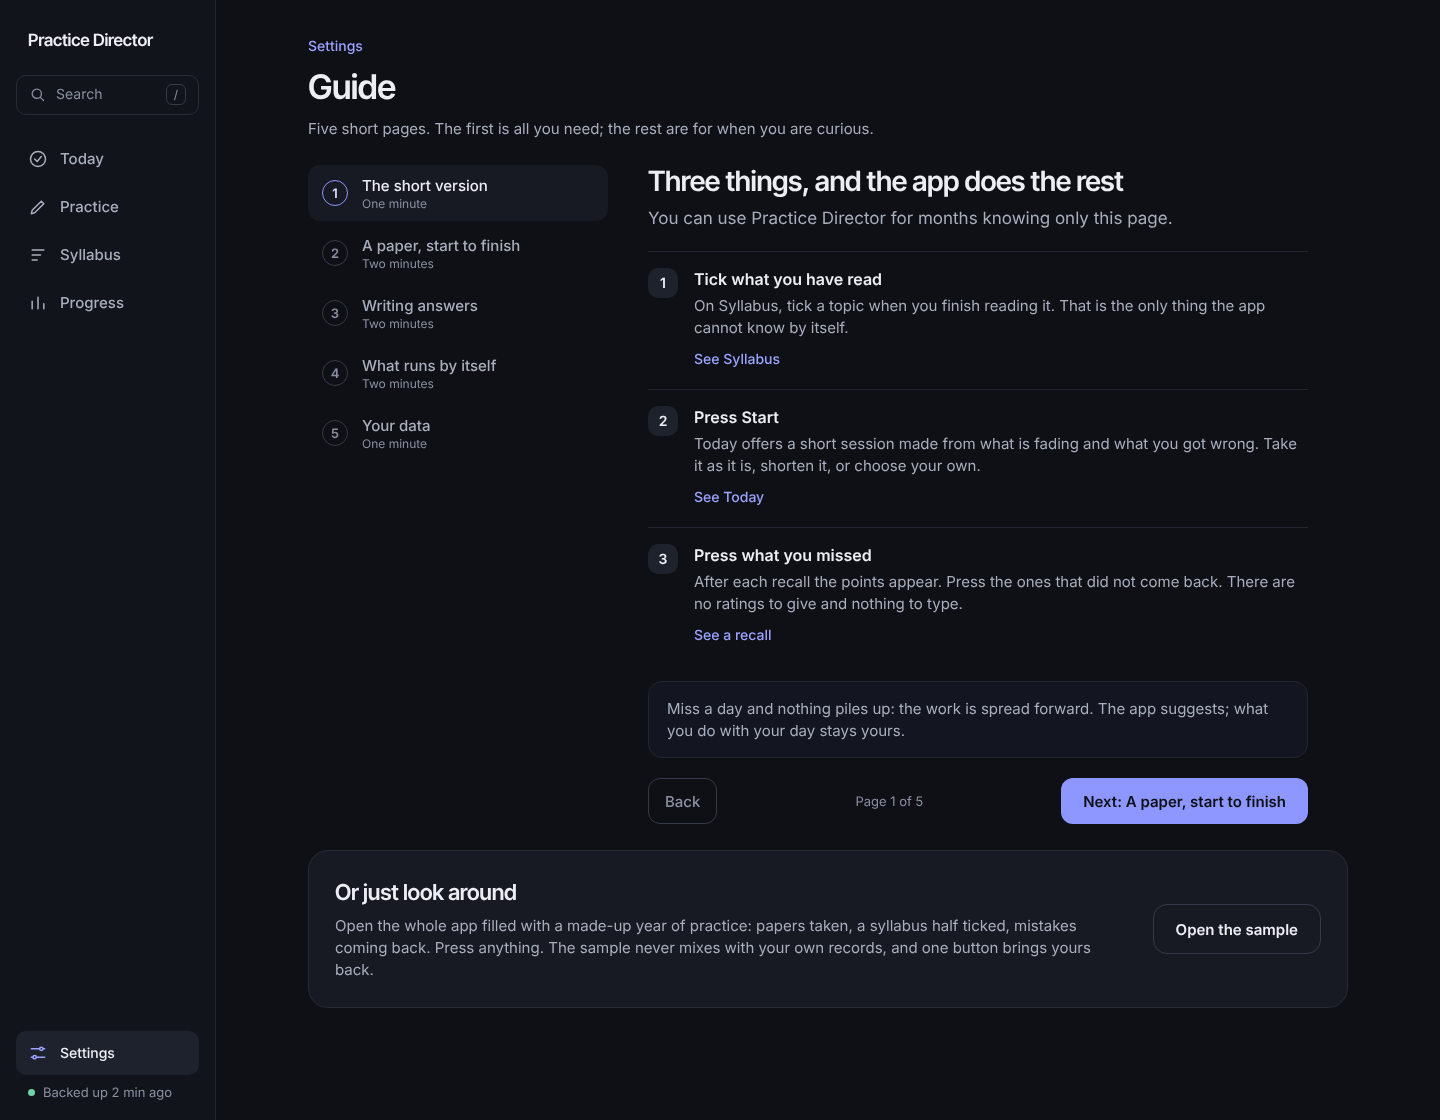 Practice Director
Search
/
Today
Practice
Syllabus
Progress
Settings
Backed up 2 min ago
Settings
Guide
Five short pages. The first is all you need; the rest are for when you are curious.
1
The short version
One minute
2
A paper, start to finish
Two minutes
3
Writing answers
Two minutes
4
What runs by itself
Two minutes
5
Your data
One minute
Three things, and the app does the rest
You can use Practice Director for months knowing only this page.
1
Tick what you have read
On Syllabus, tick a topic when you finish reading it. That is the only thing the app
cannot know by itself.
See Syllabus
2
Press Start
Today offers a short session made from what is fading and what you got wrong. Take
it as it is, shorten it, or choose your own.
See Today
3
Press what you missed
After each recall the points appear. Press the ones that did not come back. There are
no ratings to give and nothing to type.
See a recall
Miss a day and nothing piles up: the work is spread forward. The app suggests; what
you do with your day stays yours.
Back
Page 1 of 5
Next: A paper, start to finish
Or just look around
Open the whole app filled with a made-up year of practice: papers taken, a syllabus half ticked, mistakes
coming back. Press anything. The sample never mixes with your own records, and one button brings yours
back.
Open the sample